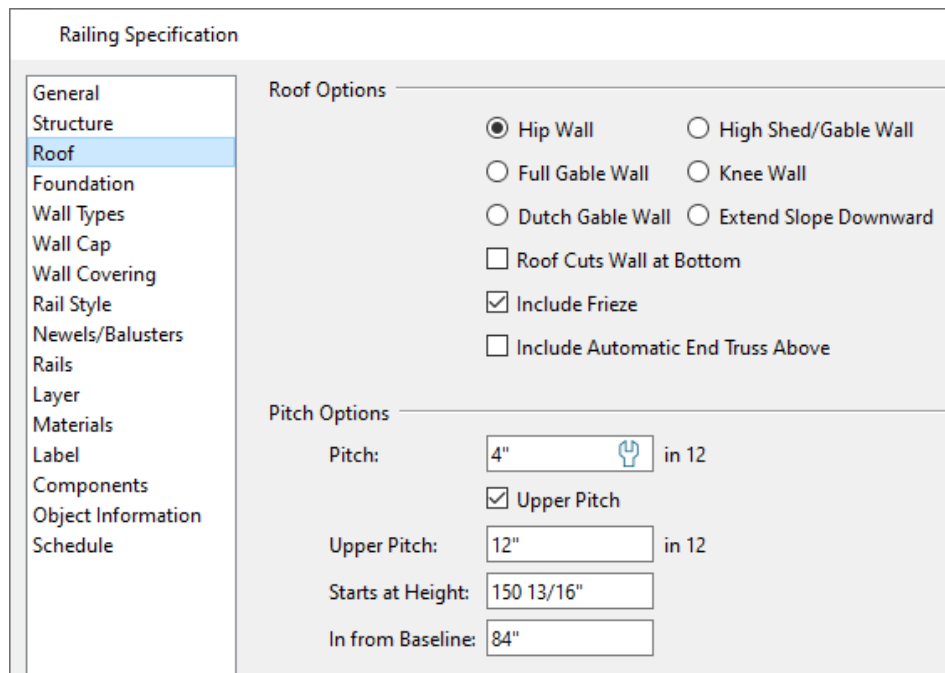 Railing Specification
General
Structure
Roof
Foundation
Wall Types
Wall Cap
Wall Covering
Rail Style
Newels/Balusters
Rails
Layer
Materials
Label
Components
Object Information
Schedule
Roof Options
Hip Wall High Shed/Gable Wall
Full Gable Wall Knee Wall
Dutch Gable Wall Extend Slope Downward
Roof Cuts Wall at Bottom
Include Frieze
Include Automatic End Truss Above
Pitch Options
Pitch: 4" in 12
Upper Pitch
Upper Pitch: 12" in 12
Starts at Height: 150 13/16"
In from Baseline: 84"